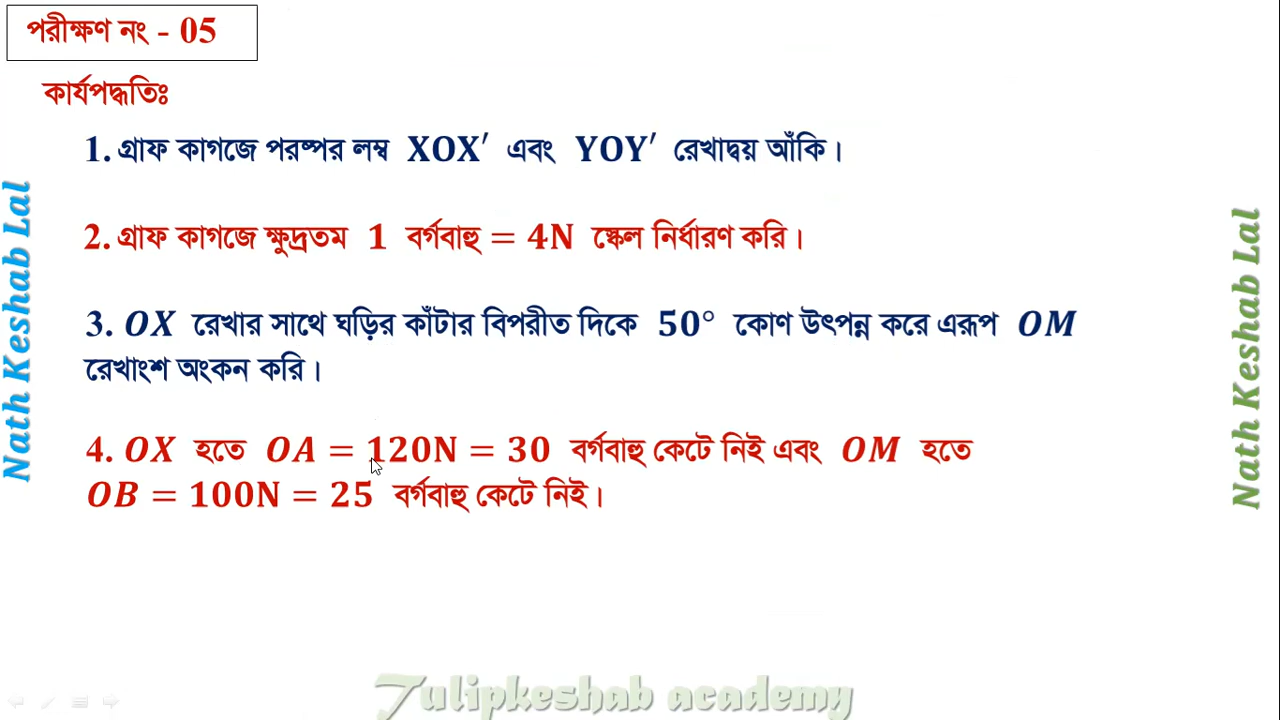 পরীক্ষণ নং - 05
কার্যপদ্ধতিঃ
1. গ্রাফ কাগজে পরষ্পর লম্ব XOX′ এবং YOY′ রেখাদ্বয় আঁকি।
2. গ্রাফ কাগজে ক্ষুদ্রতম 1 বর্গবাহু = 4N স্কেল নির্ধারণ করি।
3. OX রেখার সাথে ঘড়ির কাঁটার বিপরীত দিকে 50° কোণ উৎপন্ন করে এরূপ OM
রেখাংশ অংকন করি।
4. OX হতে OA = 120N = 30 বর্গবাহু কেটে নিই এবং OM হতে
OB = 100N = 25 বর্গবাহু কেটে নিই।
Nath Keshab Lal
Nath Keshab Lal
Tulipkeshab academy